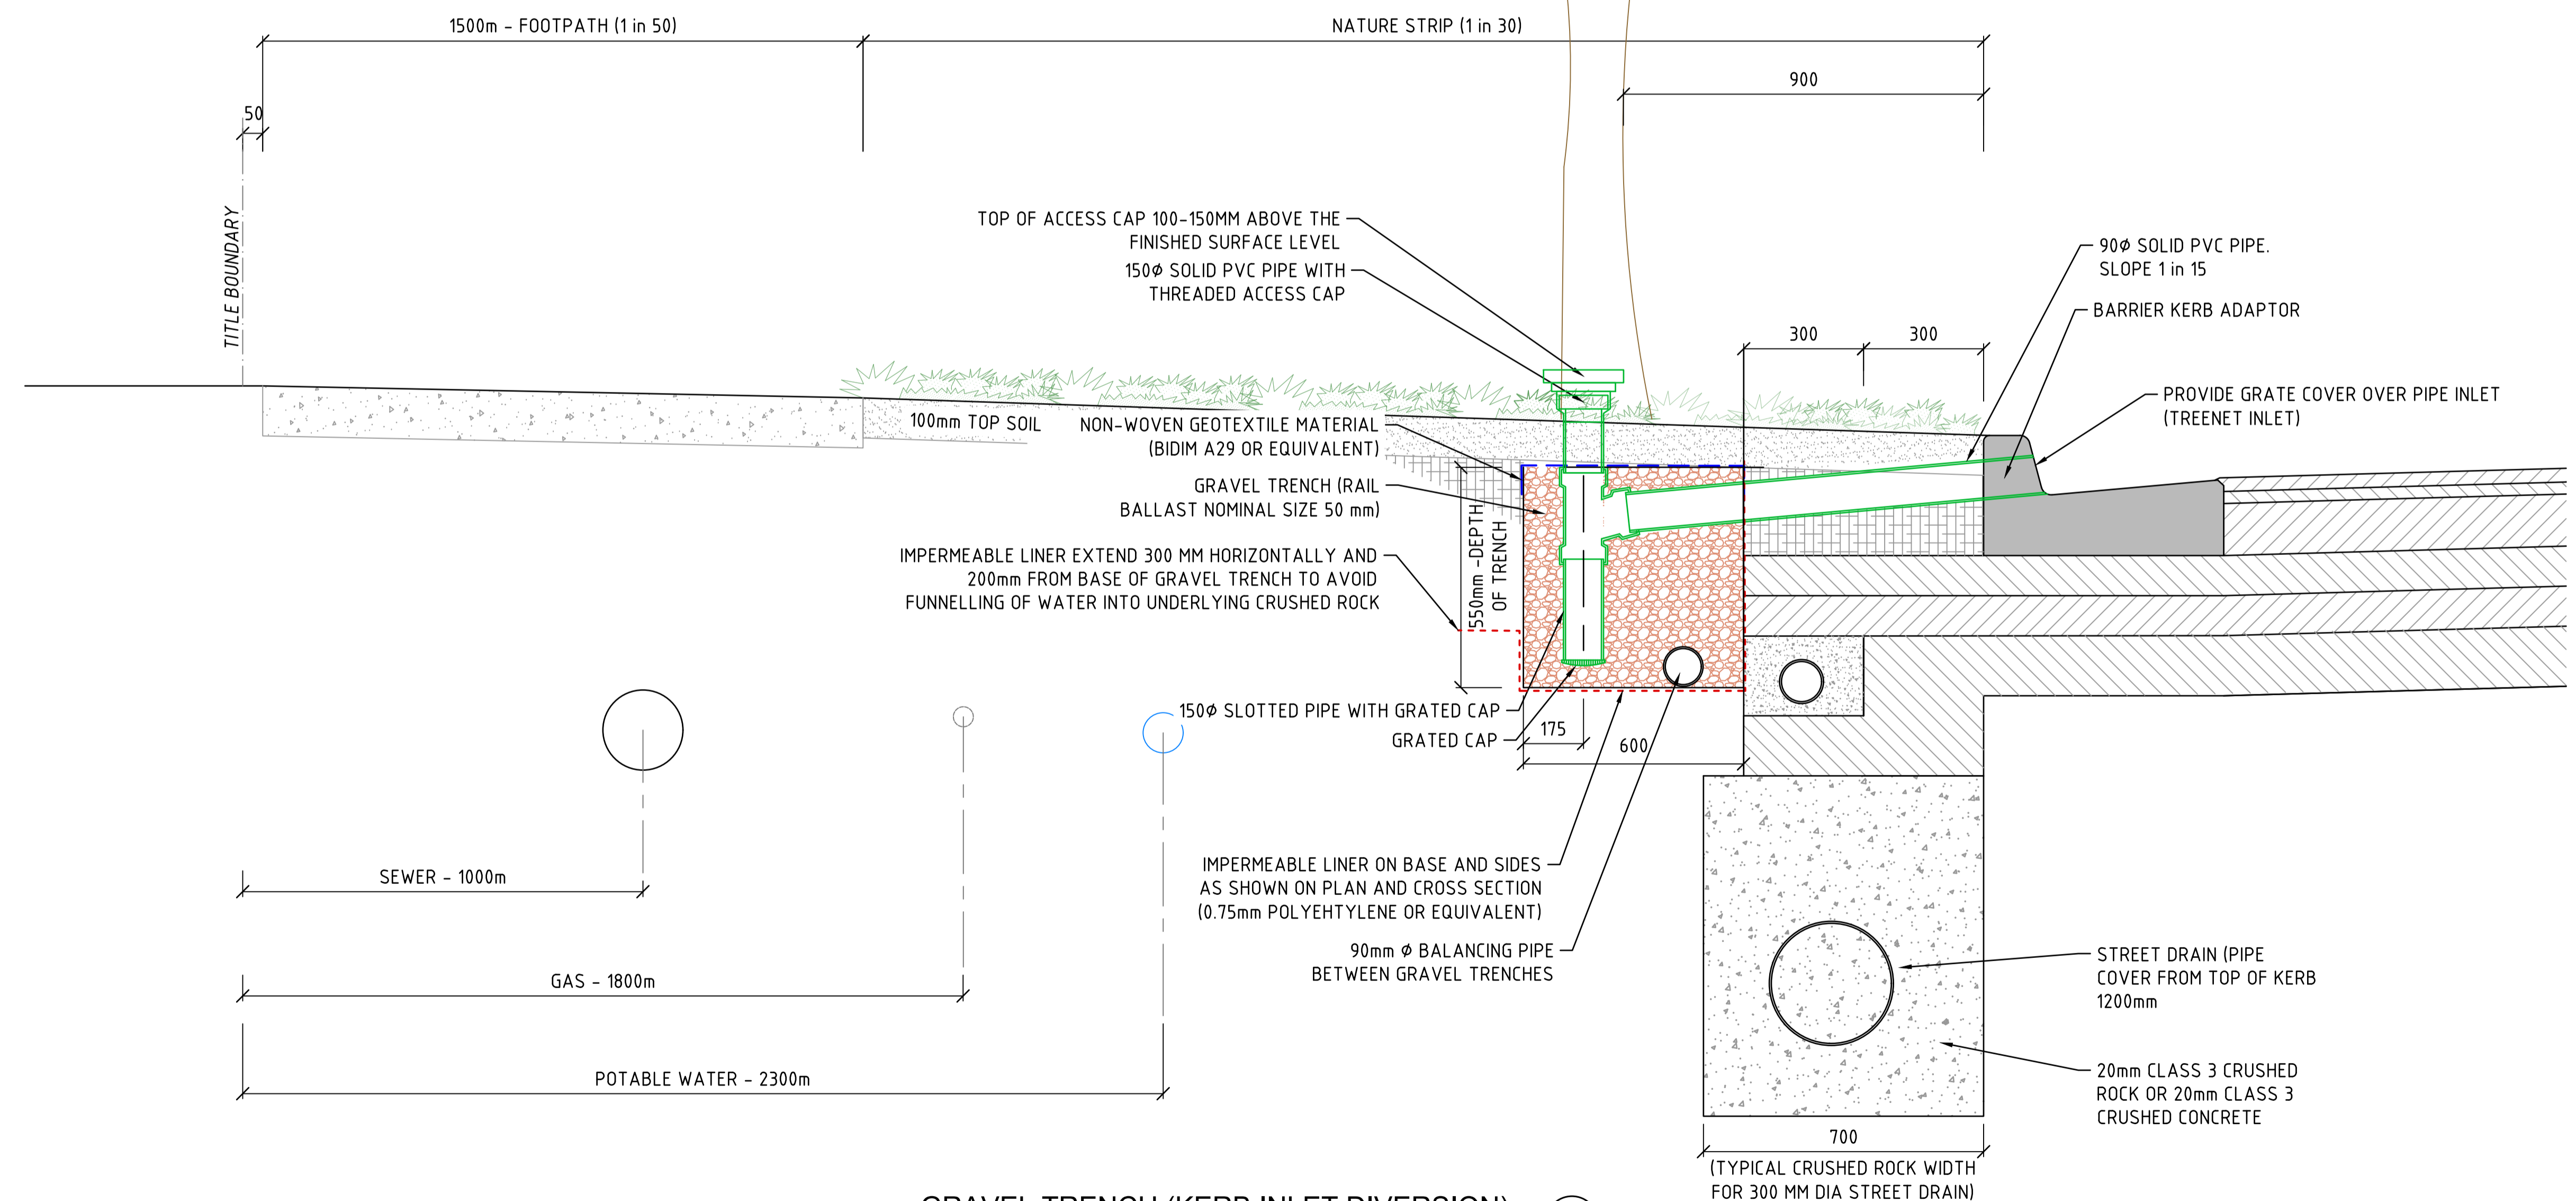 1500m - FOOTPATH (1 in 50)
NATURE STRIP (1 in 30)
900
50
TITLE BOUNDARY
TOP OF ACCESS CAP 100-150MM ABOVE THE
FINISHED SURFACE LEVEL
150Ø SOLID PVC PIPE WITH
THREADED ACCESS CAP
90Ø SOLID PVC PIPE.
SLOPE 1 in 15
BARRIER KERB ADAPTOR
300
300
PROVIDE GRATE COVER OVER PIPE INLET
(TREENET INLET)
100mm TOP SOIL
NON-WOVEN GEOTEXTILE MATERIAL
(BIDIM A29 OR EQUIVALENT)
GRAVEL TRENCH (RAIL
BALLAST NOMINAL SIZE 50 mm)
550mm -DEPTH
OF TRENCH
IMPERMEABLE LINER EXTEND 300 MM HORIZONTALLY AND
200mm FROM BASE OF GRAVEL TRENCH TO AVOID
FUNNELLING OF WATER INTO UNDERLYING CRUSHED ROCK
150Ø SLOTTED PIPE WITH GRATED CAP
GRATED CAP
175
600
IMPERMEABLE LINER ON BASE AND SIDES
AS SHOWN ON PLAN AND CROSS SECTION
(0.75mm POLYEHTYLENE OR EQUIVALENT)
90mm Ø BALANCING PIPE
BETWEEN GRAVEL TRENCHES
SEWER - 1000m
GAS - 1800m
POTABLE WATER - 2300m
STREET DRAIN (PIPE
COVER FROM TOP OF KERB
1200mm
20mm CLASS 3 CRUSHED
ROCK OR 20mm CLASS 3
CRUSHED CONCRETE
700
(TYPICAL CRUSHED ROCK WIDTH
FOR 300 MM DIA STREET DRAIN)
GRAVEL TRENCH (KERB INLET DIVERSION)